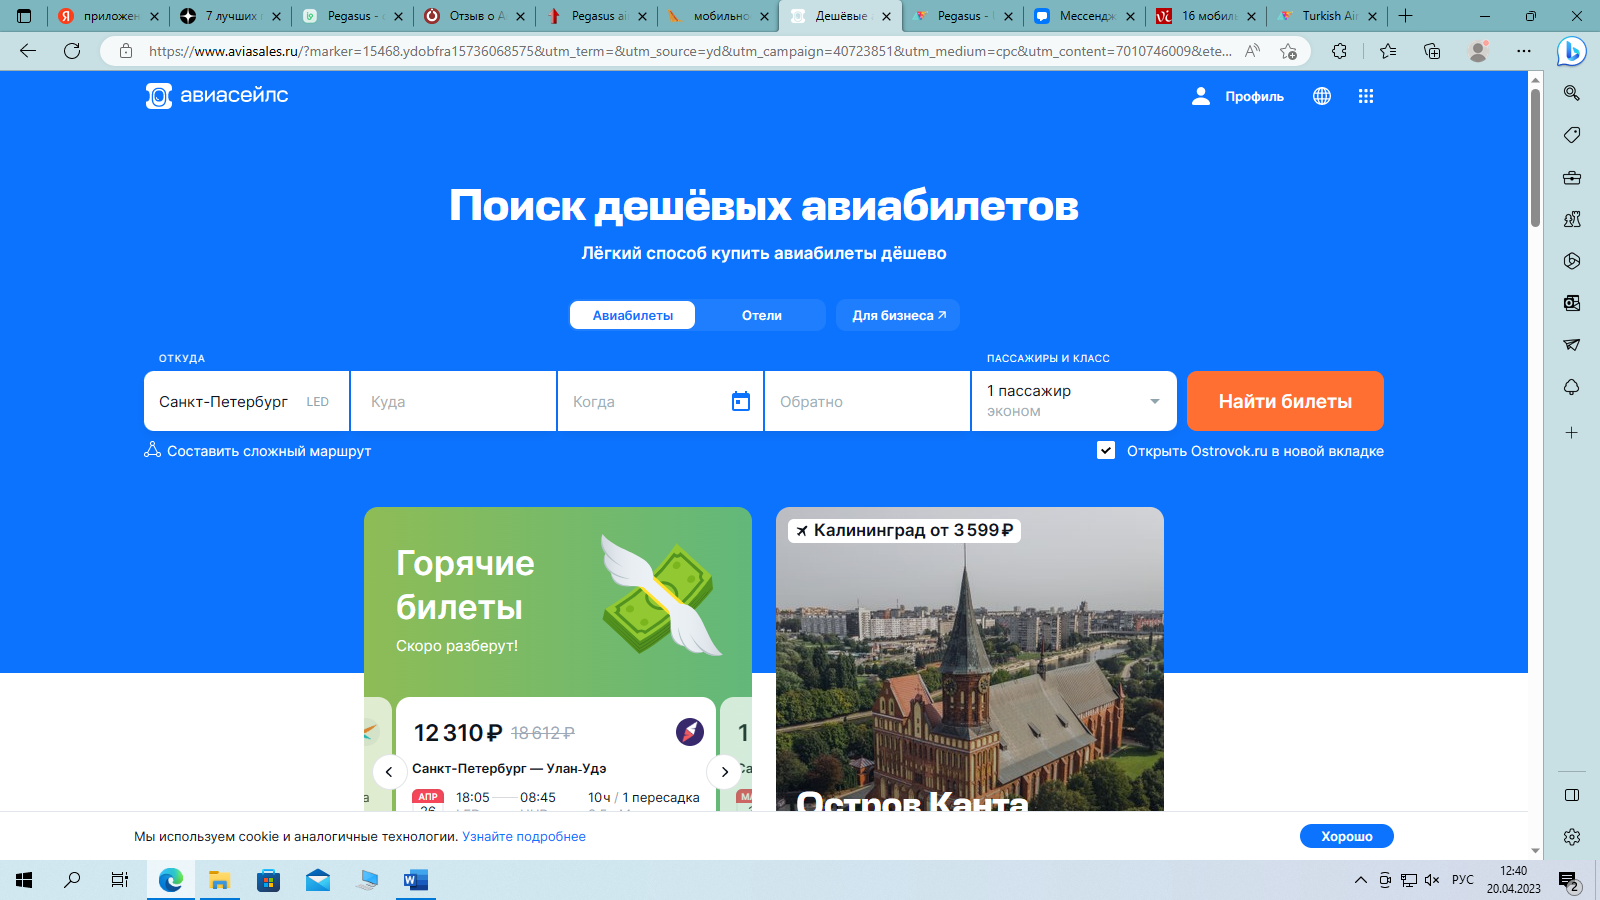 приложен
7 лучших
Pegasus - с
Отзыв о А
Pegasus ai
мобильно
Дешёвые а
Pegasus -
Мессендж
16 мобиль
Turkish Air
https://www.aviasales.ru/?marker=15468.ydobfra15736068575&utm_term=&utm_source=yd&utm_campaign=40723851&utm_medium=cpc&utm_content=7010746009&ete...
авиасейлс
Профиль
Поиск дешёвых авиабилетов
Лёгкий способ купить авиабилеты дёшево
Авиабилеты
Отели
Для бизнеса
ОТКУДА
ПАССАЖИРЫ И КЛАСС
Санкт-Петербург LED
Куда
Когда
Обратно
1 пассажир
эконом
Найти билеты
Составить сложный маршрут
Открыть Ostrovok.ru в новой вкладке
Горячие
билеты
Скоро разберут!
12 310 ₽ 18 612 ₽
Санкт-Петербург — Улан-Удэ
АПР
18:05 08:45 10ч / 1 пересадка
Калининград от 3 599 ₽
Остров Канта
Мы используем cookie и аналогичные технологии. Узнайте подробнее
Хорошо
РУС
12:40
20.04.2023
2